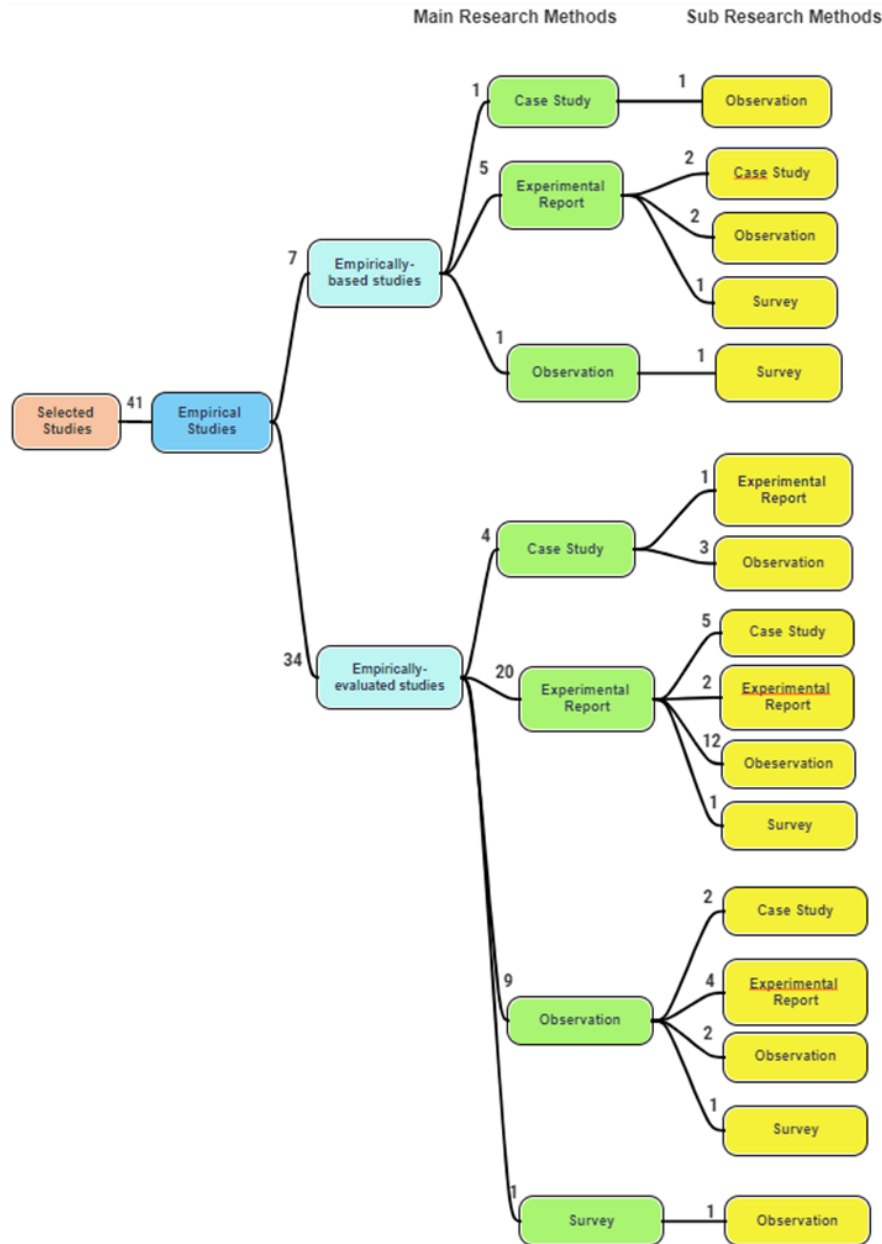 Main Research Methods
Sub Research Methods
1
Case Study
1
Observation
5
Experimental
Report
2
Case Study
2
Observation
1
Survey
7
Empirically-
based studies
1
Observation
1
Survey
Selected
Studies
41
Empirical
Studies
34
Empirically-
evaluated studies
4
Case Study
1
Experimental
Report
3
Observation
20
Experimental
Report
5
Case Study
2
Experimental
Report
12
Obeservation
1
Survey
9
Observation
2
Case Study
4
Experimental
Report
2
Observation
1
Survey
1
Survey
1
Observation